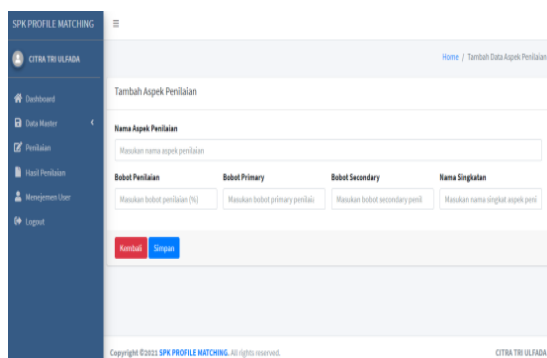 SPK PROFILE MATCHING
CITRA TRI ULFADA
Home / Tambah Data Aspek Penilaian
Dashboard
Data Master
Penilaian
Hasil Penilaian
Menejemen User
Logout
Tambah Aspek Penilaian
Nama Aspek Penilaian
Masukan nama aspek penilaian
Bobot Penilaian Bobot Primary Bobot Secondary Nama Singkatan
Masukan bobot penilaian (%) Masukan bobot primary penilaia Masukan bobot secondary penil Masukan nama singkat aspek peni
Kembali Simpan
Copyright ©2021 SPK PROFILE MATCHING. All rights reserved. CITRA TRI ULFADA